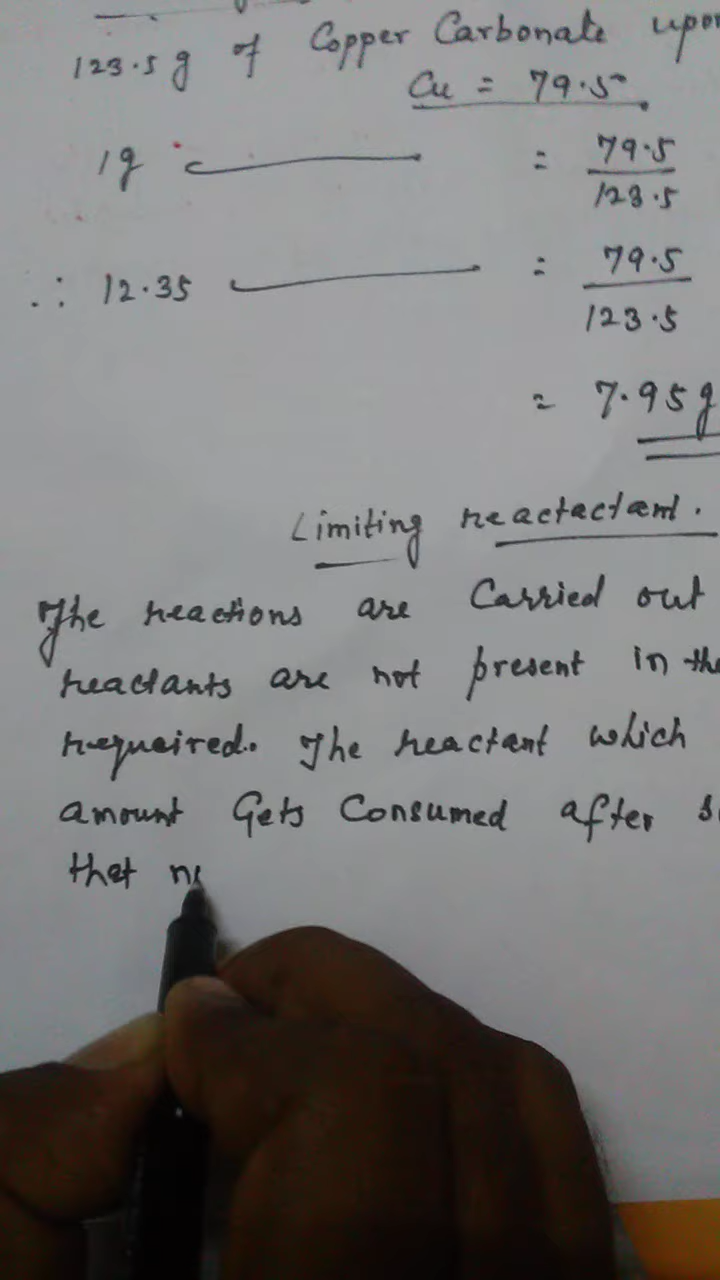 123.5 g of Copper Carbonate upon
Cu = 79.5
1g = 79.5
123.5
∴ 12.35 = 79.5
123.5
= 7.95 g
Limiting reactactant.
The reactions are Carried out
reactants are not present in the
required. The reactant which
amount Gets Consumed after
that